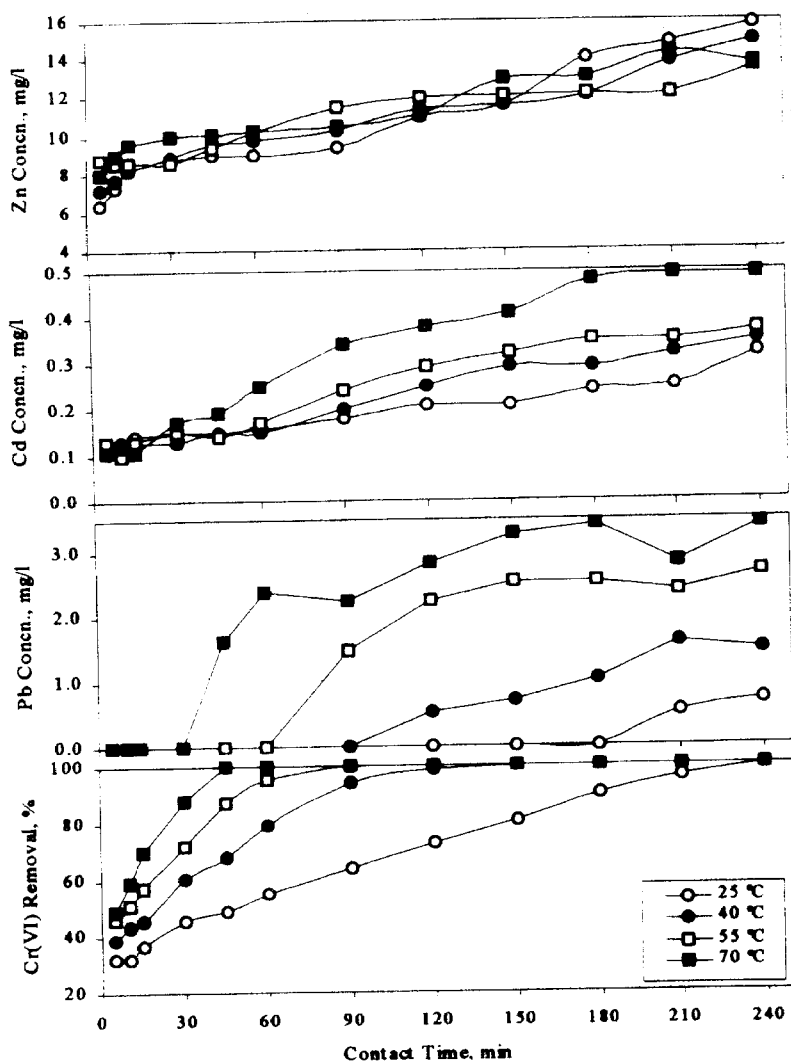 16
14
12
10
8
6
4
Zn Concn., mg/l
0.5
0.4
0.3
0.2
0.1
0.0
Cd Concn., mg/l
3.0
2.0
1.0
0.0
Pb Concn., mg/l
100
80
60
40
20
Cr(VI) Removal, %
25 °C
40 °C
55 °C
70 °C
0 30 60 90 120 150 180 210 240
Contact Time, min